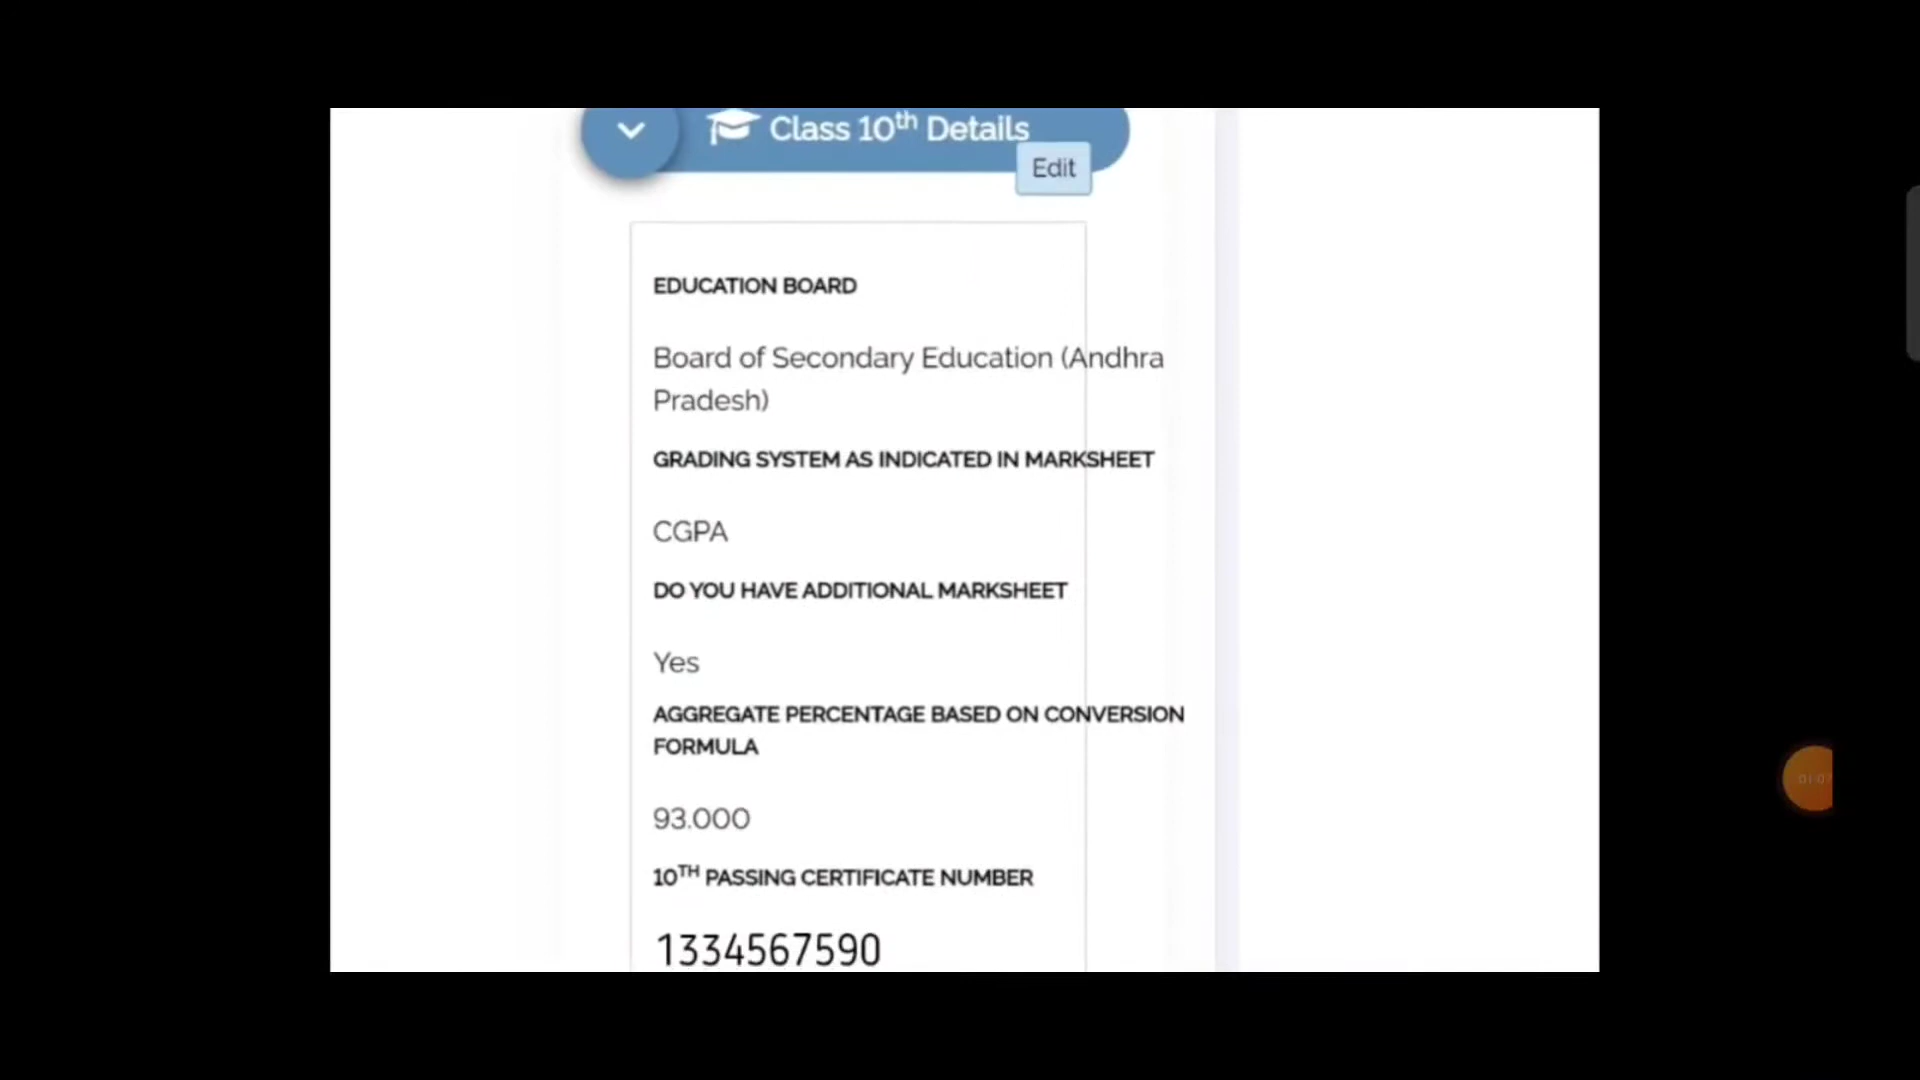 Class 10th Details
Edit
EDUCATION BOARD
Board of Secondary Education (Andhra
Pradesh)
GRADING SYSTEM AS INDICATED IN MARKSHEET
CGPA
DO YOU HAVE ADDITIONAL MARKSHEET
Yes
AGGREGATE PERCENTAGE BASED ON CONVERSION
FORMULA
93.000
10TH PASSING CERTIFICATE NUMBER
1334567590